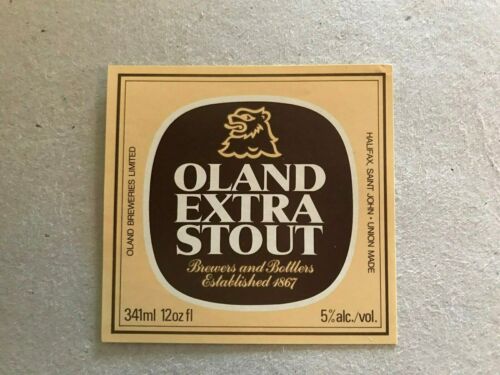 OLAND BREWERIES LIMITED
OLAND
EXTRA
STOUT
Brewers and Bottlers
Established 1867
HALIFAX, SAINT JOHN · UNION MADE
341ml 12oz fl
5% alc./vol.